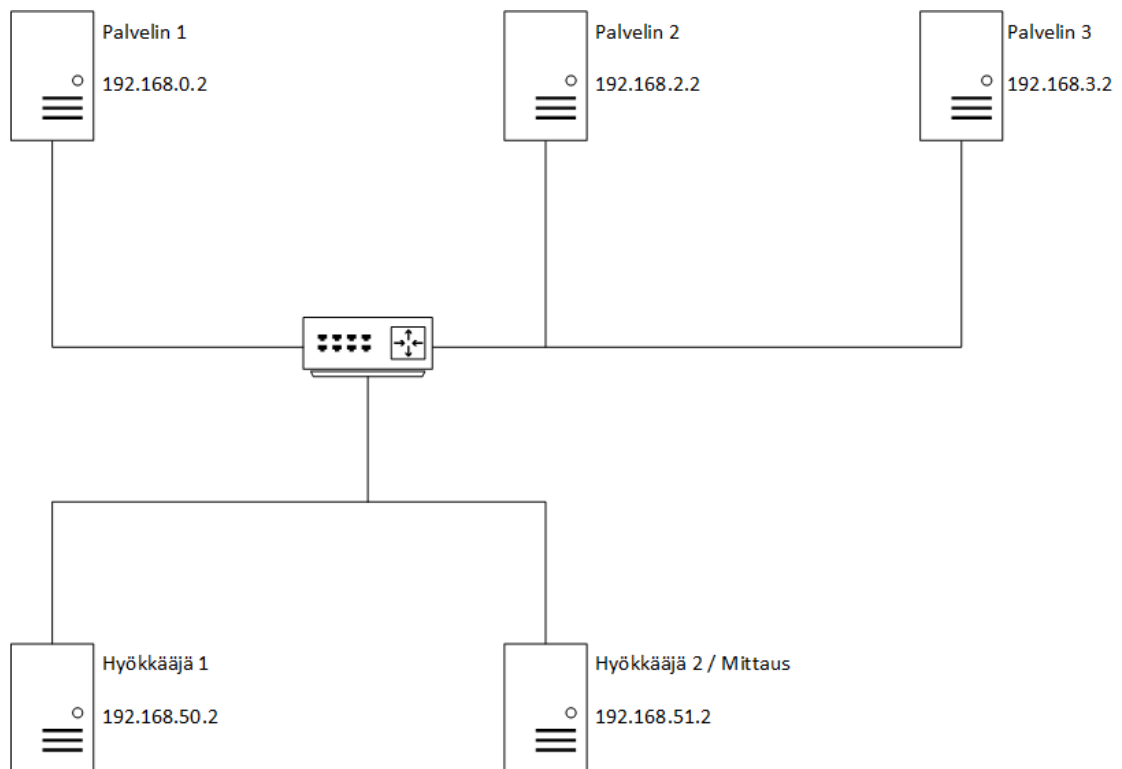 Palvelin 1
192.168.0.2
Palvelin 2
192.168.2.2
Palvelin 3
192.168.3.2
Hyökkääjä 1
192.168.50.2
Hyökkääjä 2 / Mittaus
192.168.51.2